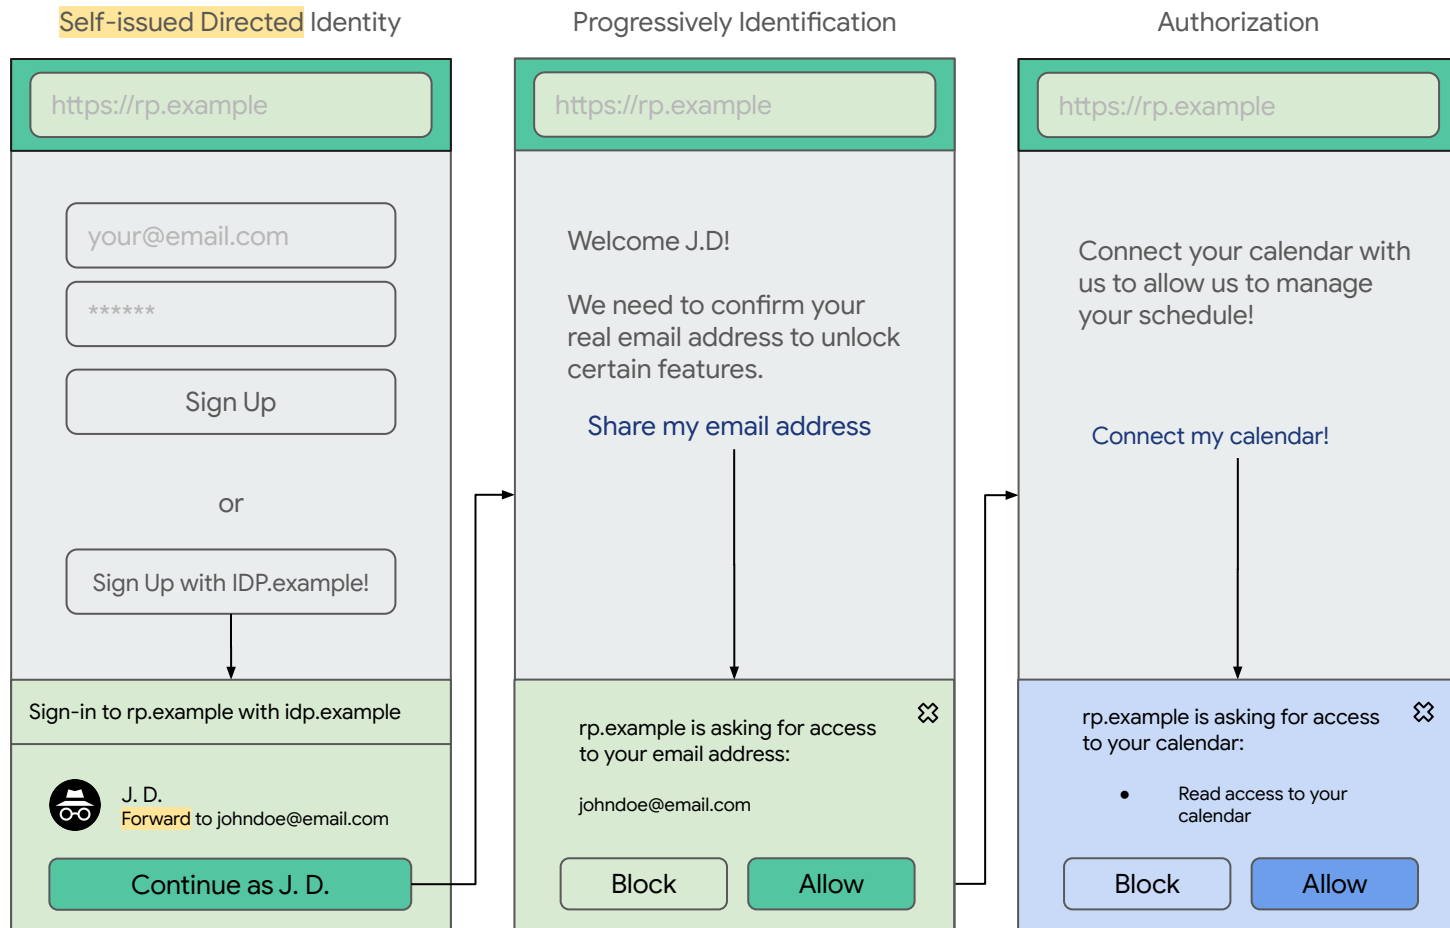 Self-issued Directed Identity
https://rp.example
your@email.com
******
Sign Up
or
Sign Up with IDP.example!
Sign-in to rp.example with idp.example
J. D.
Forward to johndoe@email.com
Continue as J. D.
Progressively Identification
https://rp.example
Welcome J.D!
We need to confirm your
real email address to unlock
certain features.
Share my email address
rp.example is asking for access
to your email address:
johndoe@email.com
Block
Allow
Authorization
https://rp.example
Connect your calendar with
us to allow us to manage
your schedule!
Connect my calendar!
rp.example is asking for access
to your calendar:
● Read access to your
calendar
Block
Allow